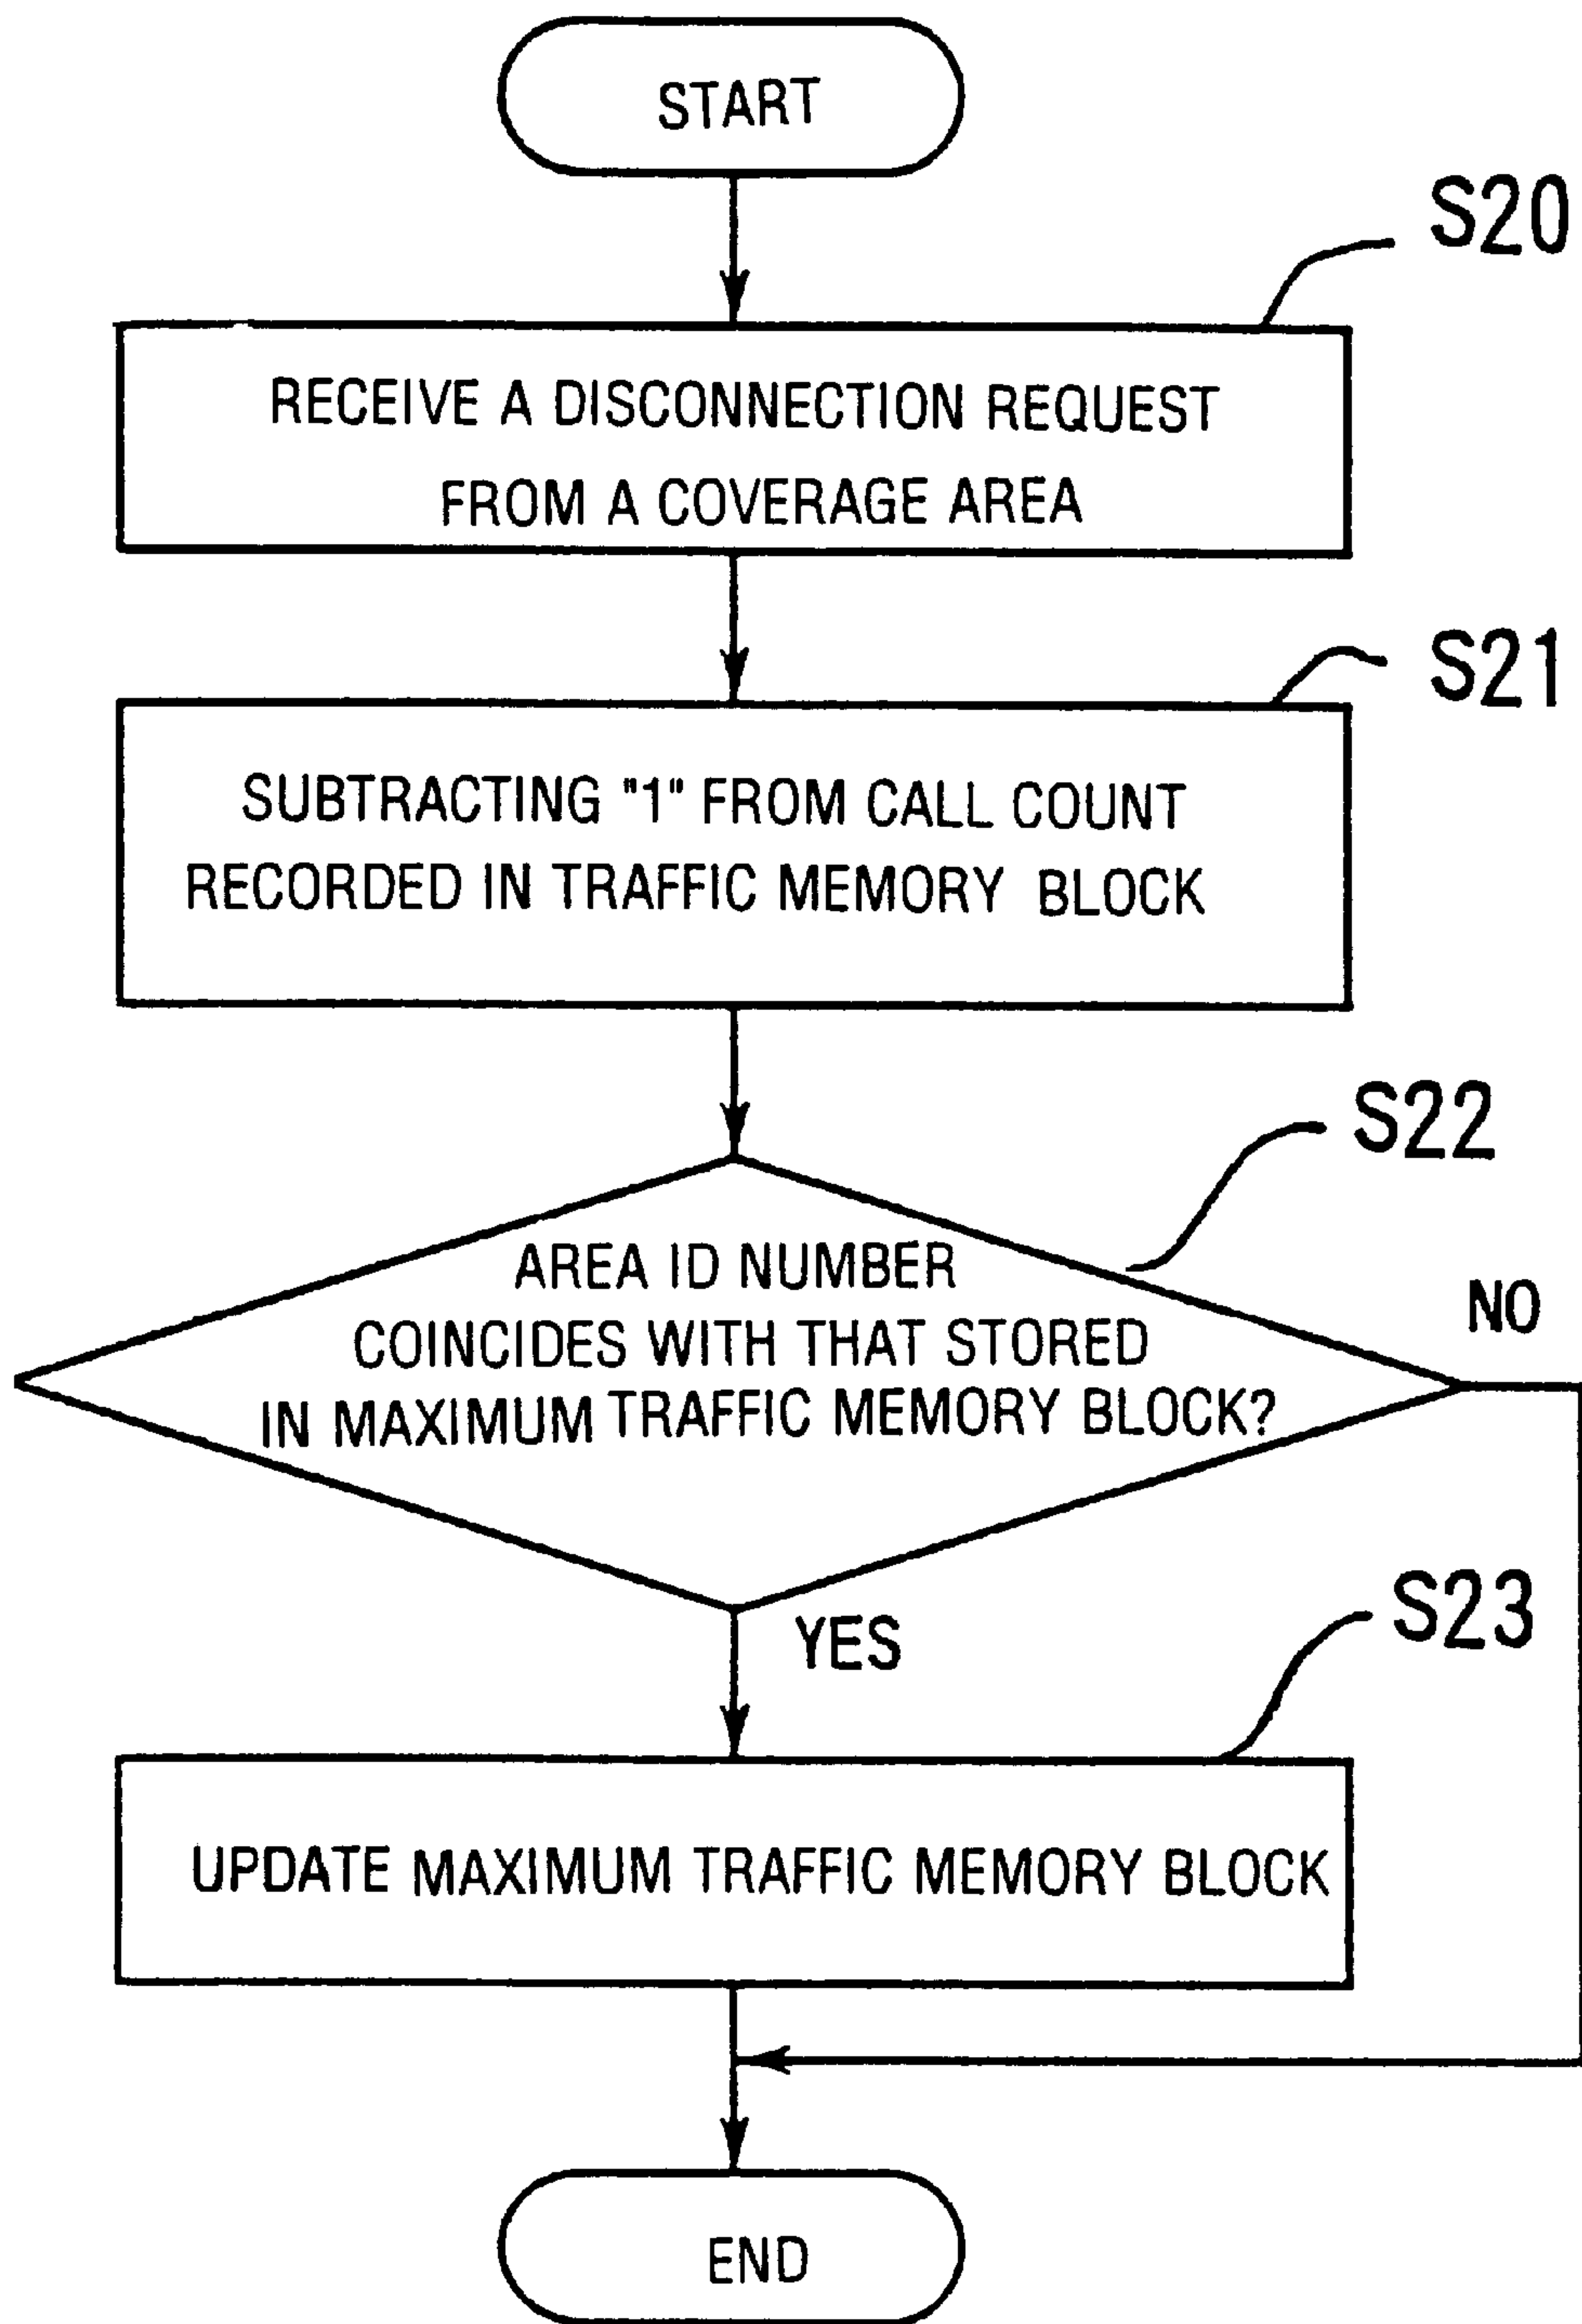 START
S20
RECEIVE A DISCONNECTION REQUEST
FROM A COVERAGE AREA
S21
SUBTRACTING "1" FROM CALL COUNT
RECORDED IN TRAFFIC MEMORY BLOCK
S22
AREA ID NUMBER
COINCIDES WITH THAT STORED
IN MAXIMUM TRAFFIC MEMORY BLOCK?
NO
YES
S23
UPDATE MAXIMUM TRAFFIC MEMORY BLOCK
END